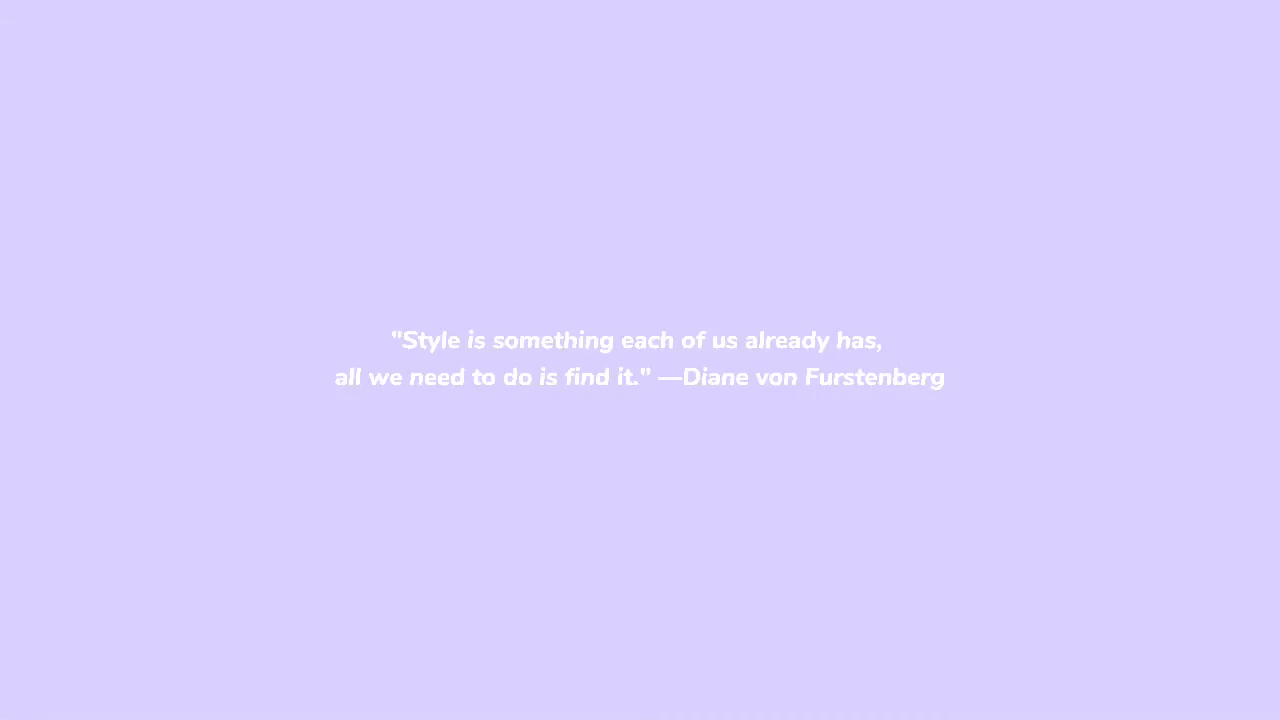 "Style is something each of us already has,
all we need to do is find it." —Diane von Furstenberg